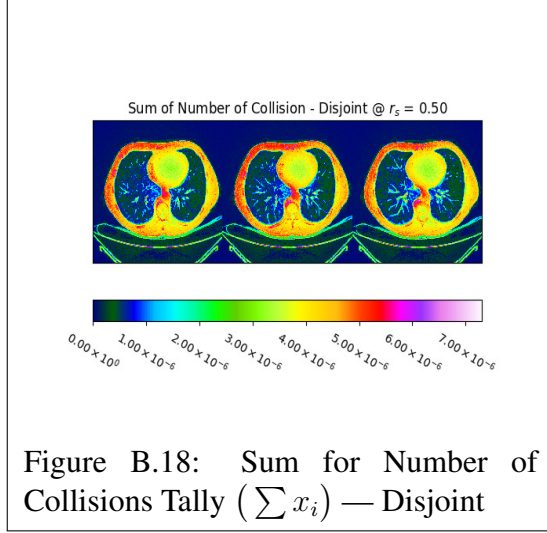 Sum of Number of Collision - Disjoint @ r_s = 0.50
0.00 × 10^0 1.00 × 10^-6 2.00 × 10^-6 3.00 × 10^-6 4.00 × 10^-6 5.00 × 10^-6 6.00 × 10^-6 7.00 × 10^-6
Figure B.18: Sum for Number of
Collisions Tally (∑ x_i) — Disjoint